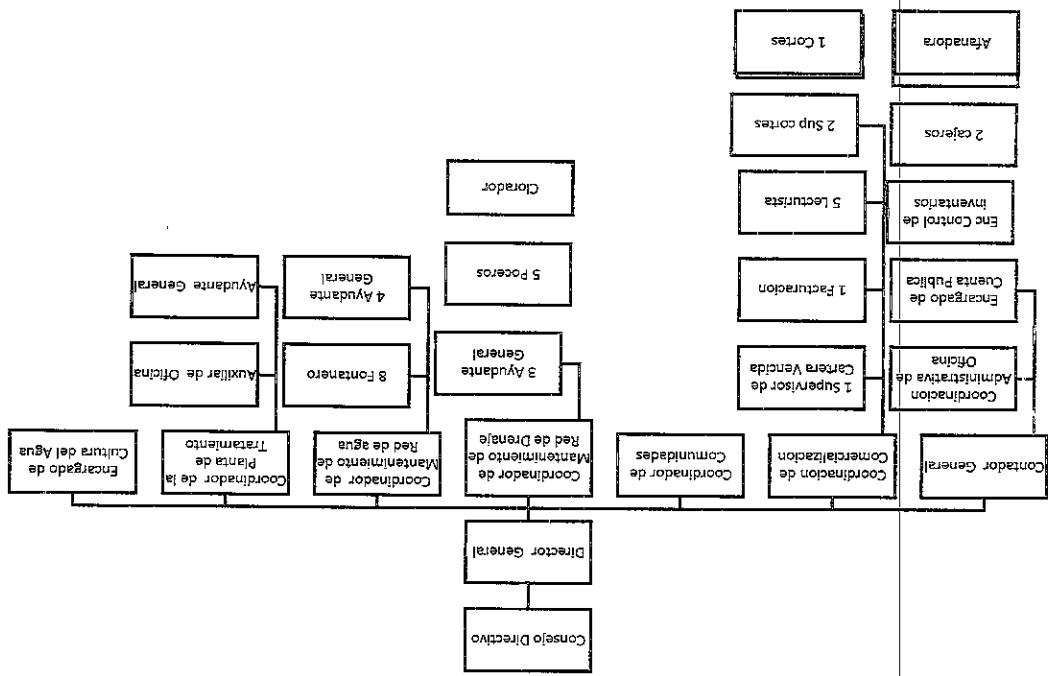 Consejo Directivo
Director General
Contador General
Coordinacion de
Comercializacion
Coordinador de
Comunidades
Coordinador de
Mantenimiento de
Red de Drenaje
Coordinador de
Mantenimiento de
Red de agua
Coordinador de la
Planta de
Tratamiento
Encargado de
Cultura del Agua
Coordinacion
Administrativa de
Oficina
1 Supervisor de
Cartera Vencida
3 Ayudante
General
8 Fontanero
Auxiliar de Oficina
Encargado de
Cuenta Publica
1 Facturacion
5 Poceros
4 Ayudante
General
Ayudante General
Enc Control de
inventarios
5 Lecturista
Clorador
2 cajeros
2 Sup cortes
Afanadora
1 Cortes